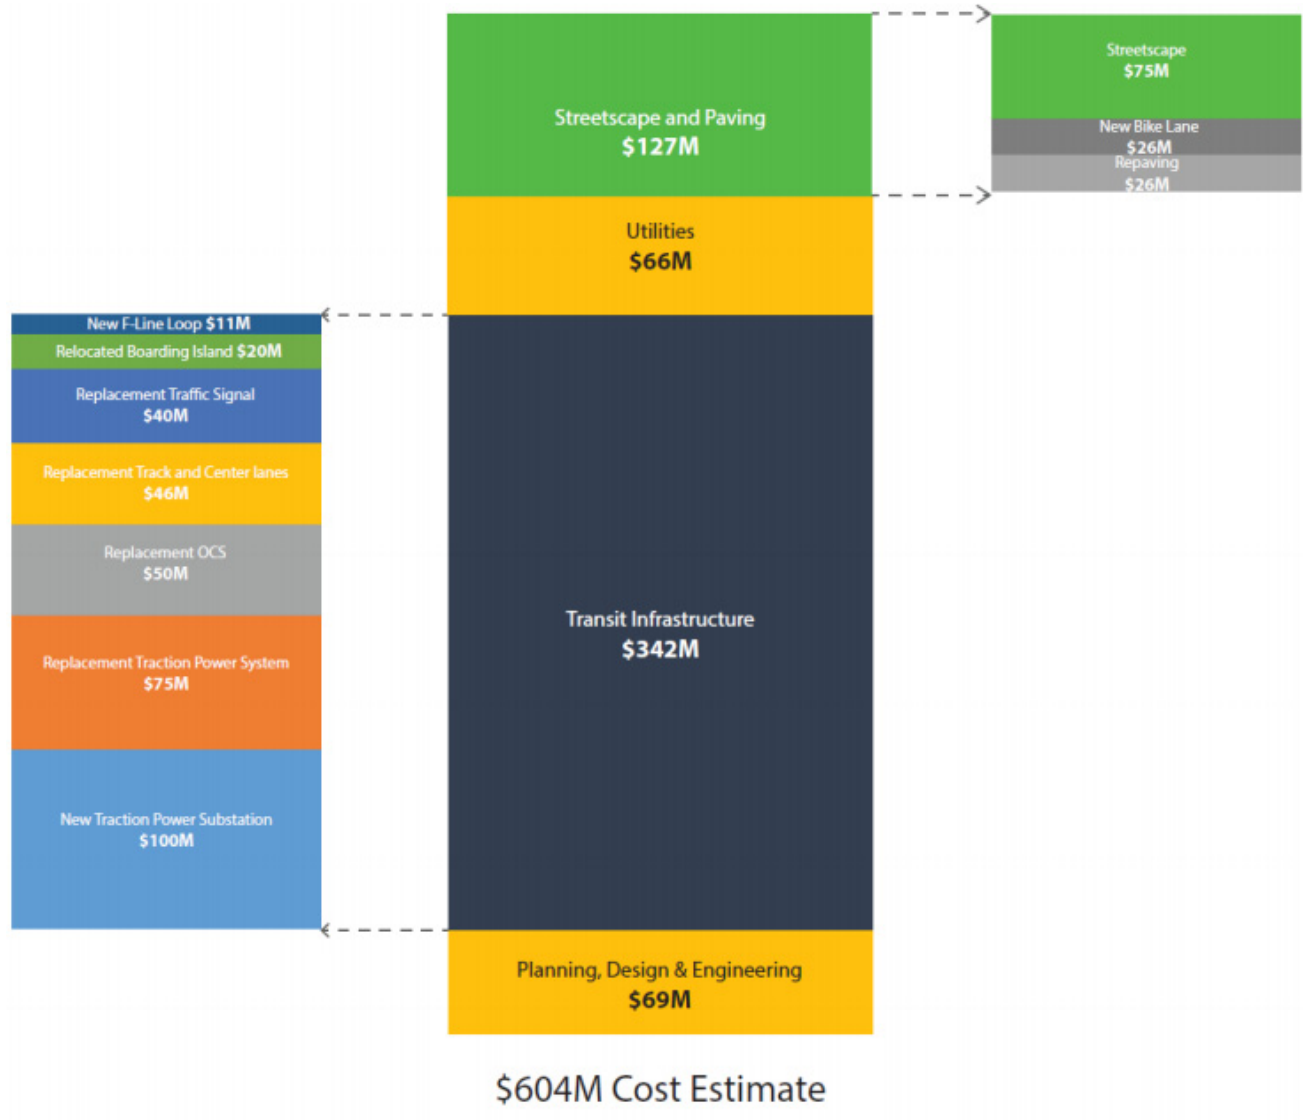 Streetscape and Paving
$127M
Utilities
$66M
Transit Infrastructure
$342M
Planning, Design & Engineering
$69M
Streetscape
$75M
New Bike Lane
$26M
Repaving
$26M
New F-Line Loop $11M
Relocated Boarding Island $20M
Replacement Traffic Signal
$40M
Replacement Track and Center lanes
$46M
Replacement OCS
$50M
Replacement Traction Power System
$75M
New Traction Power Substation
$100M
$604M Cost Estimate